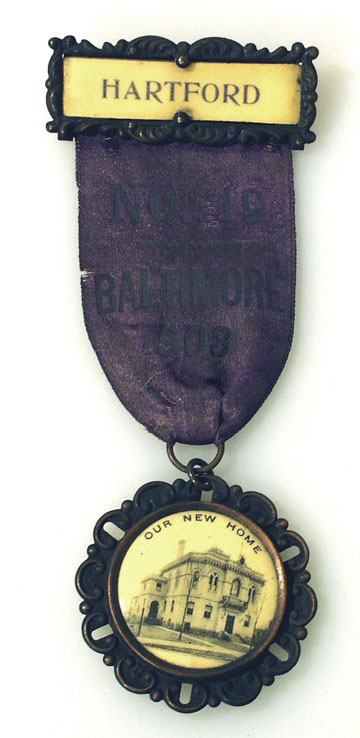 HARTFORD
NO. 19
BALTIMORE
1903
OUR NEW HOME